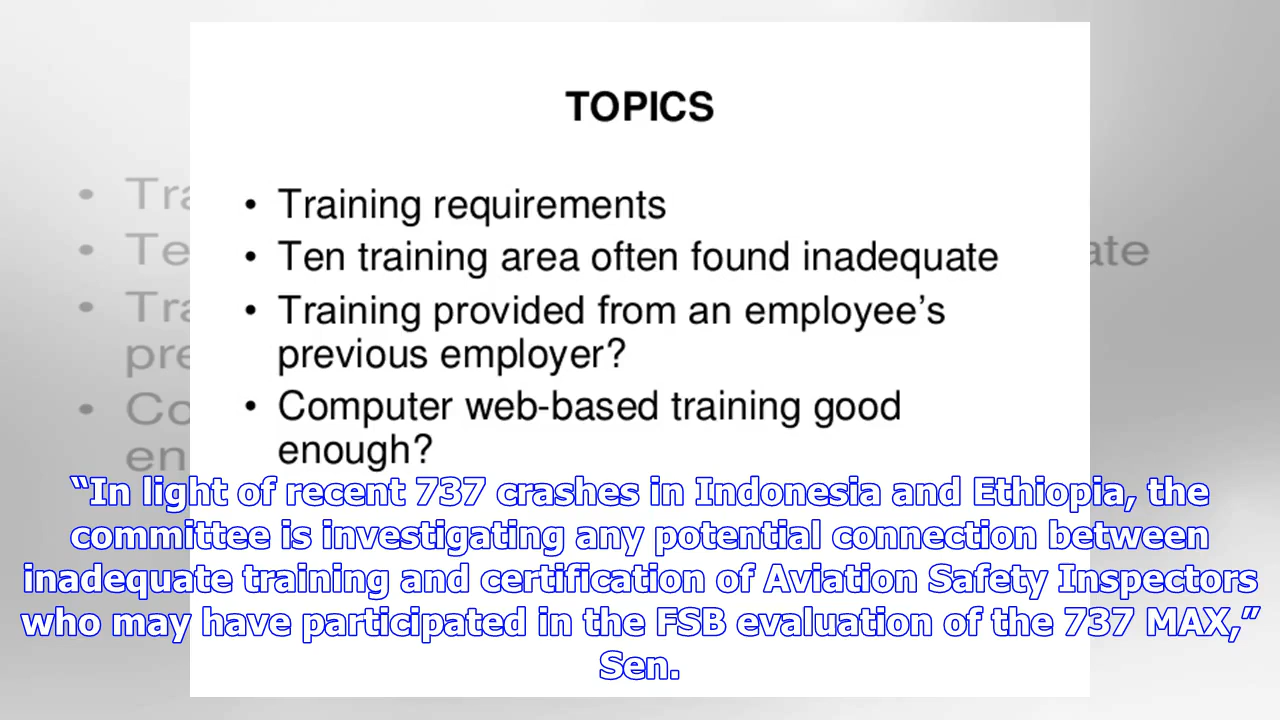 TOPICS
• Training requirements
• Ten training area often found inadequate
• Training provided from an employee’s
previous employer?
• Computer web-based training good
enough?
“In light of recent 737 crashes in Indonesia and Ethiopia, the
committee is investigating any potential connection between
inadequate training and certification of Aviation Safety Inspectors
who may have participated in the FSB evaluation of the 737 MAX,”
Sen.